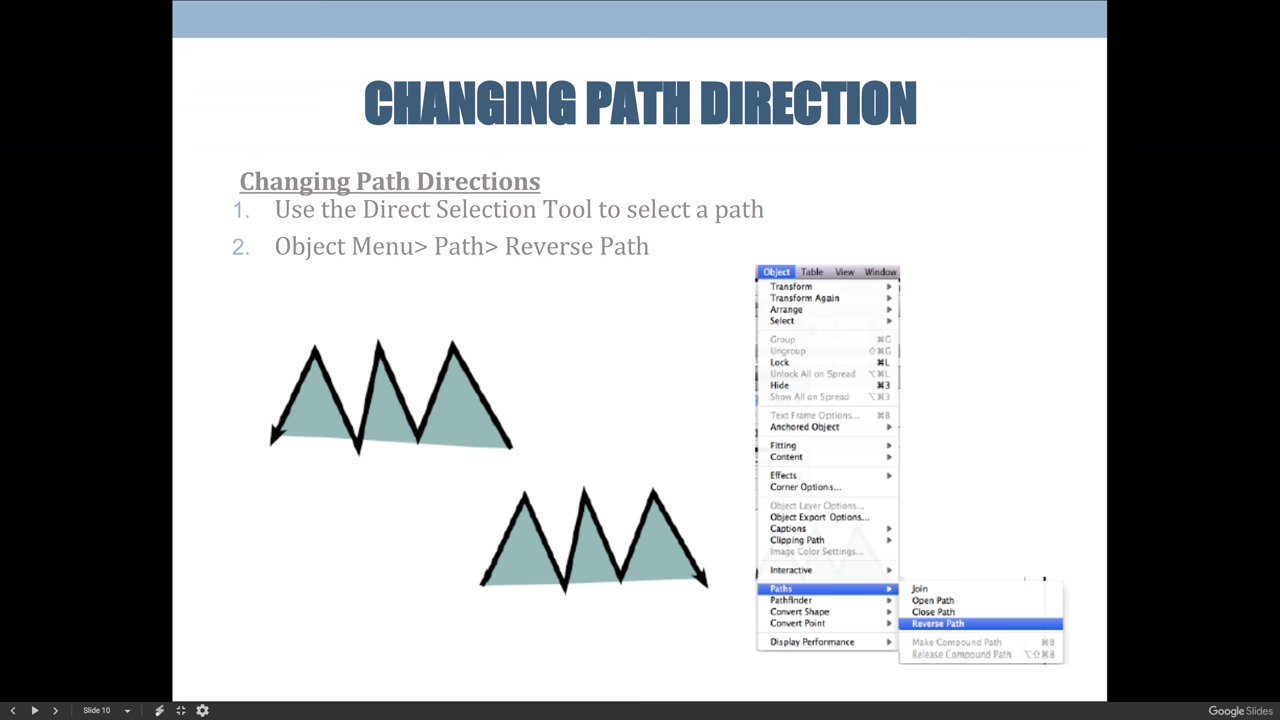 CHANGING PATH DIRECTION
Changing Path Directions
1. Use the Direct Selection Tool to select a path
2. Object Menu> Path> Reverse Path
Object Table View Window
Transform
Transform Again
Arrange
Select
Group ⌘G
Ungroup ⇧⌘G
Lock ⌘L
Unlock All on Spread ⌥⌘L
Hide ⌘3
Show All on Spread ⌥⌘3
Text Frame Options... ⌘B
Anchored Object
Fitting
Content
Effects
Corner Options...
Object Layer Options...
Object Export Options...
Captions
Clipping Path
Image Color Settings...
Interactive
Paths
Pathfinder
Convert Shape
Convert Point
Display Performance
Join
Open Path
Close Path
Reverse Path
Make Compound Path ⌘8
Release Compound Path ⌥⇧⌘8
Slide 10
Google Slides